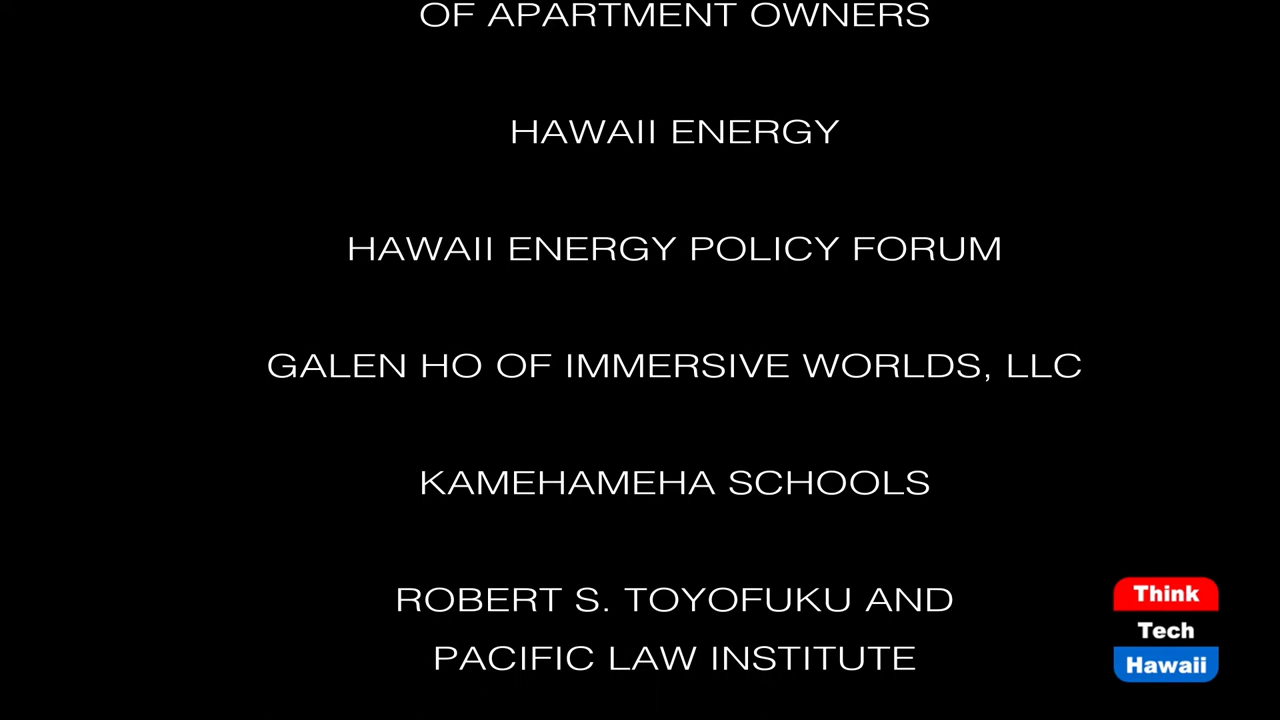 OF APARTMENT OWNERS
HAWAII ENERGY
HAWAII ENERGY POLICY FORUM
GALEN HO OF IMMERSIVE WORLDS, LLC
KAMEHAMEHA SCHOOLS
ROBERT S. TOYOFUKU AND
PACIFIC LAW INSTITUTE
Think
Tech
Hawaii